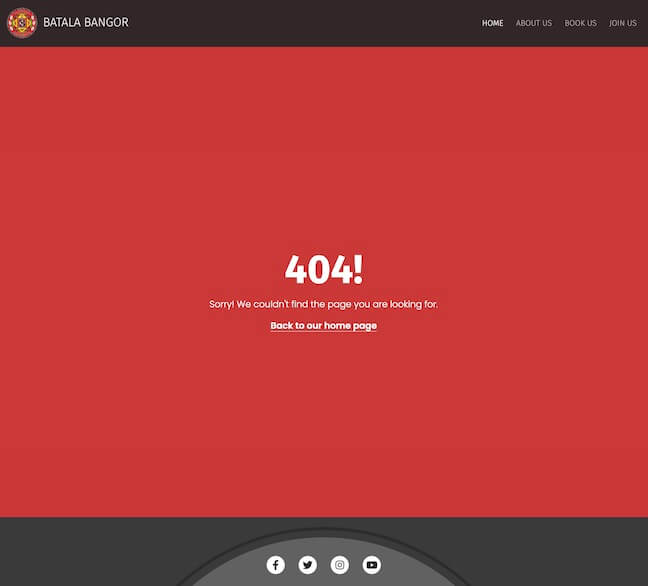 BATALA BANGOR
HOME ABOUT US BOOK US JOIN US
404!
Sorry! We couldn't find the page you are looking for.
Back to our home page